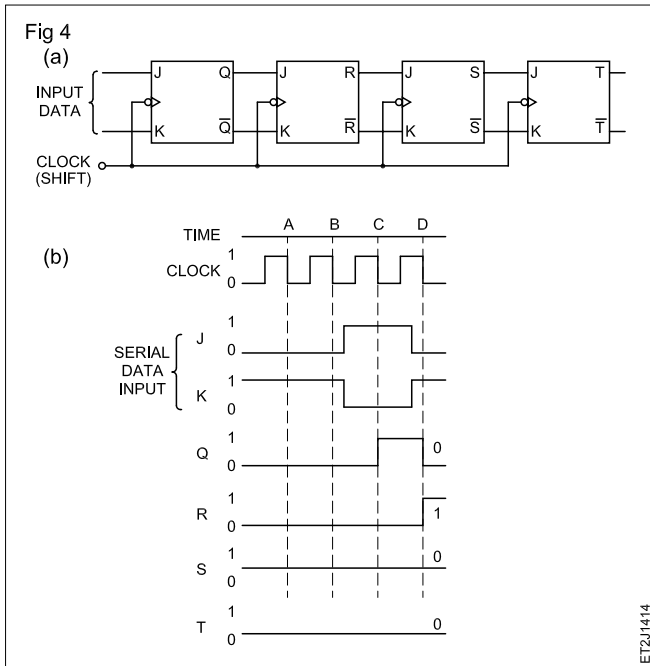 Fig 4
(a)
J Q J R J S J T
INPUT
DATA
K Q̅ K R̅ K S̅ K T̅
CLOCK
(SHIFT)
A B C D
TIME
(b)
1
CLOCK
0
1
J
0
SERIAL
DATA
INPUT
1
K
0
1
Q 0
0
1
R 1
0
1 0
S
0
1
T 0
0
ET2J1414